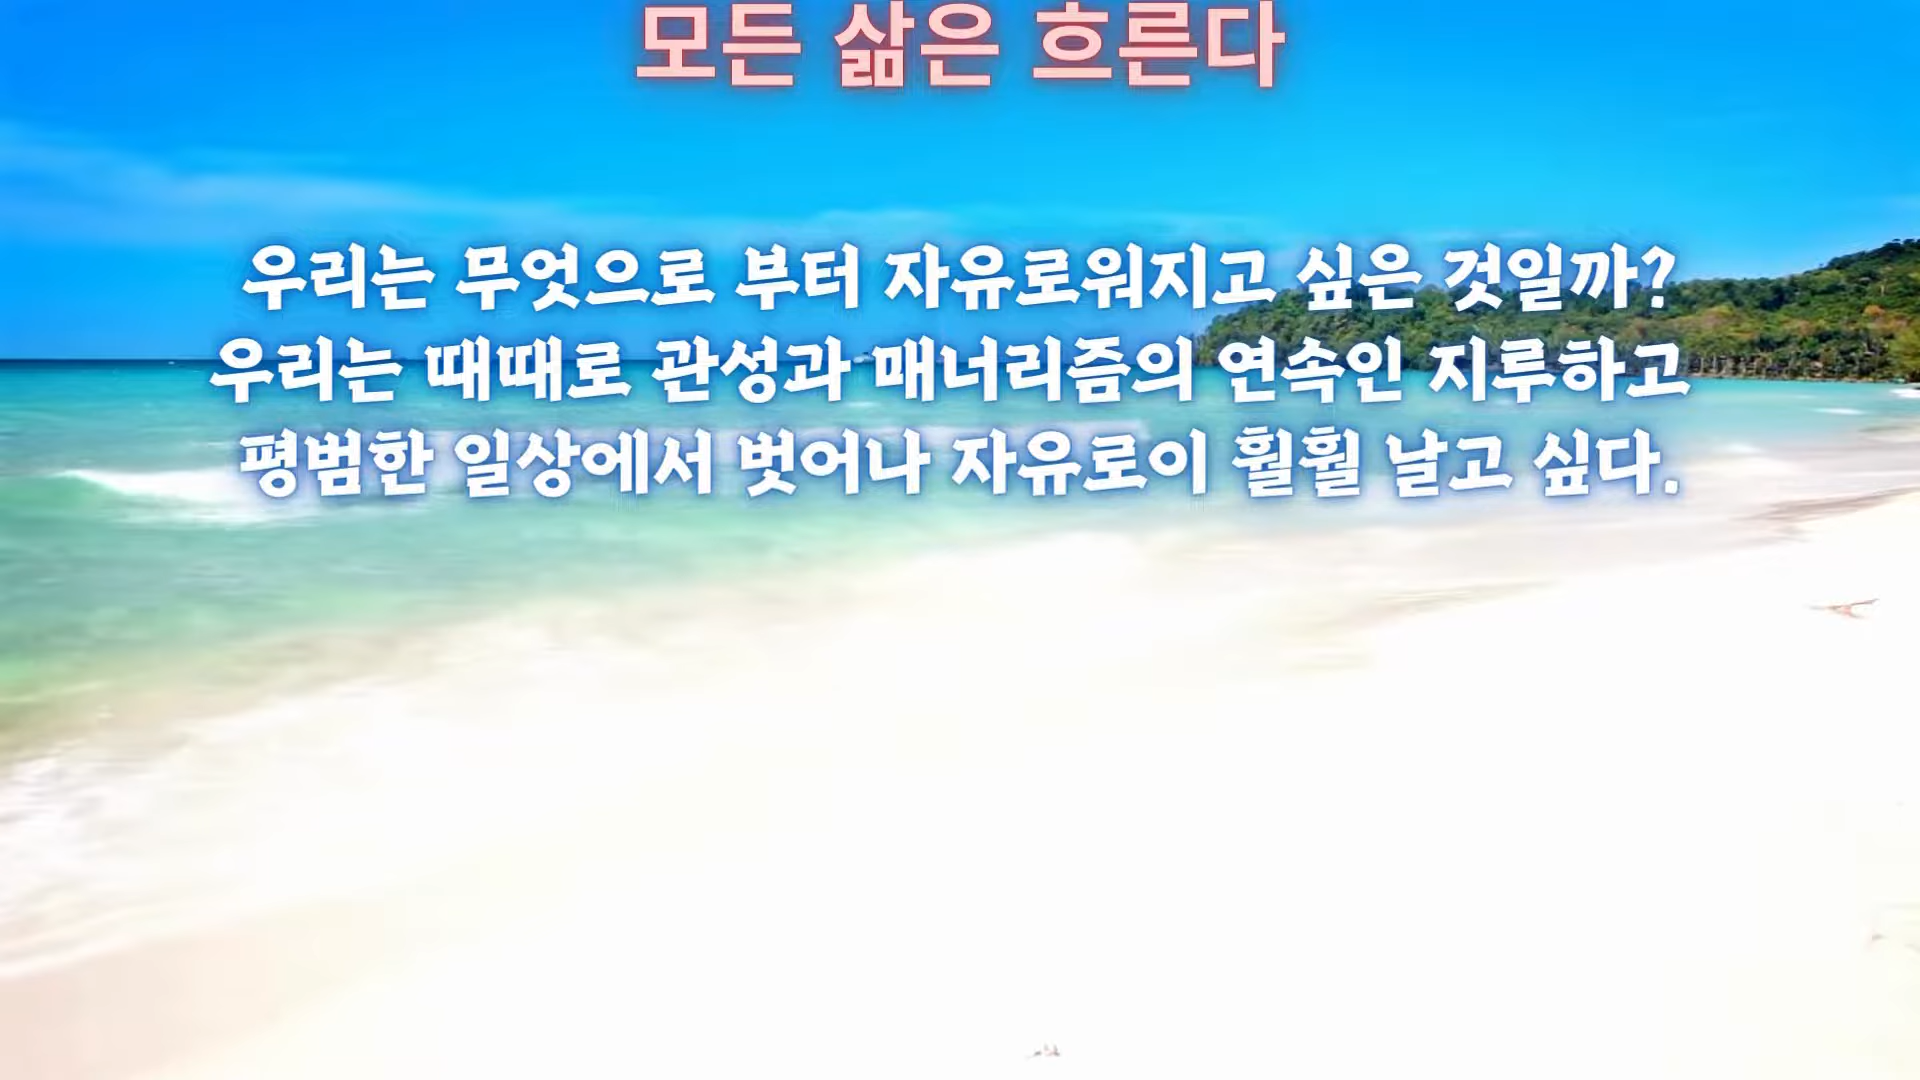 모든 삶은 흐른다
우리는 무엇으로 부터 자유로워지고 싶은 것일까?
우리는 때때로 관성과 매너리즘의 연속인 지루하고
평범한 일상에서 벗어나 자유로이 훨훨 날고 싶다.